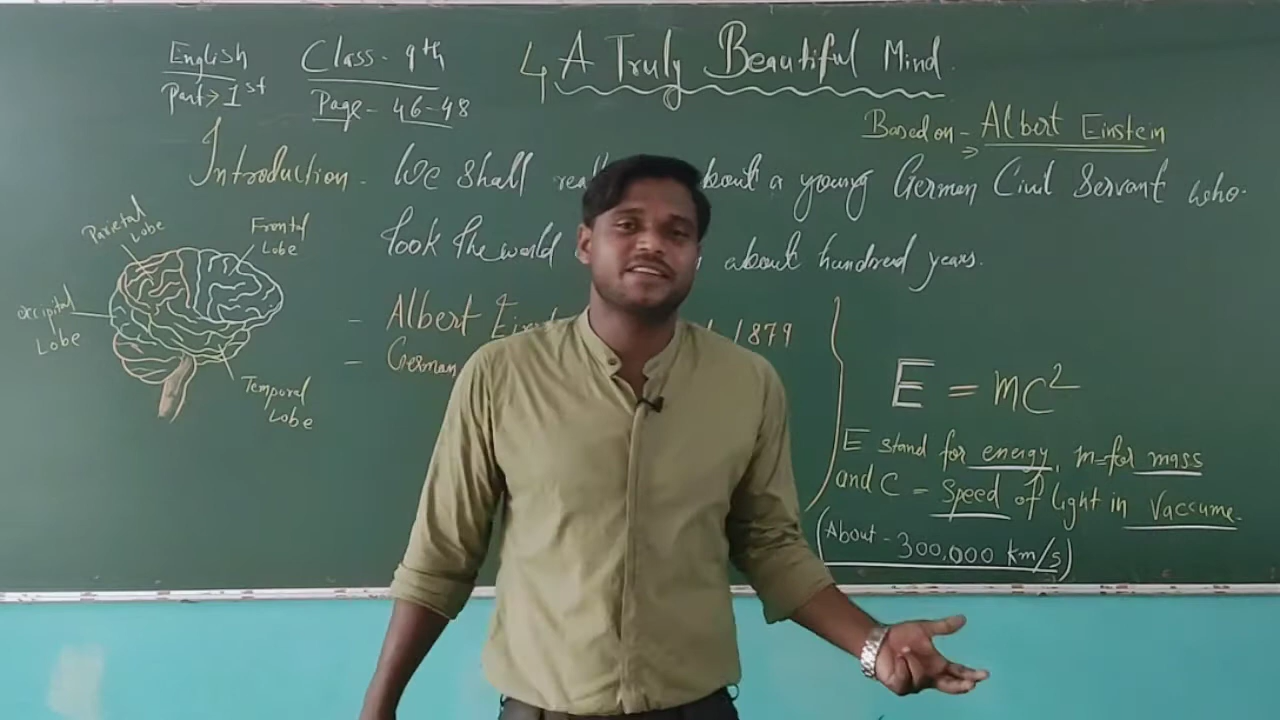 English
Part > 1st
Class - 9th
Page - 46-48
4 A Truly Beautiful Mind.
Based on - Albert Einstein
Introduction - We shall about a young German Civil Servant who
took the world about hundred years.
Parietal Lobe
Frontal Lobe
Occipital Lobe
Temporal Lobe
- Albert 1879
- German
E = mc²
E stand for energy, m=for mass
and C = Speed of light in Vaccume.
(About - 300,000 km/s)